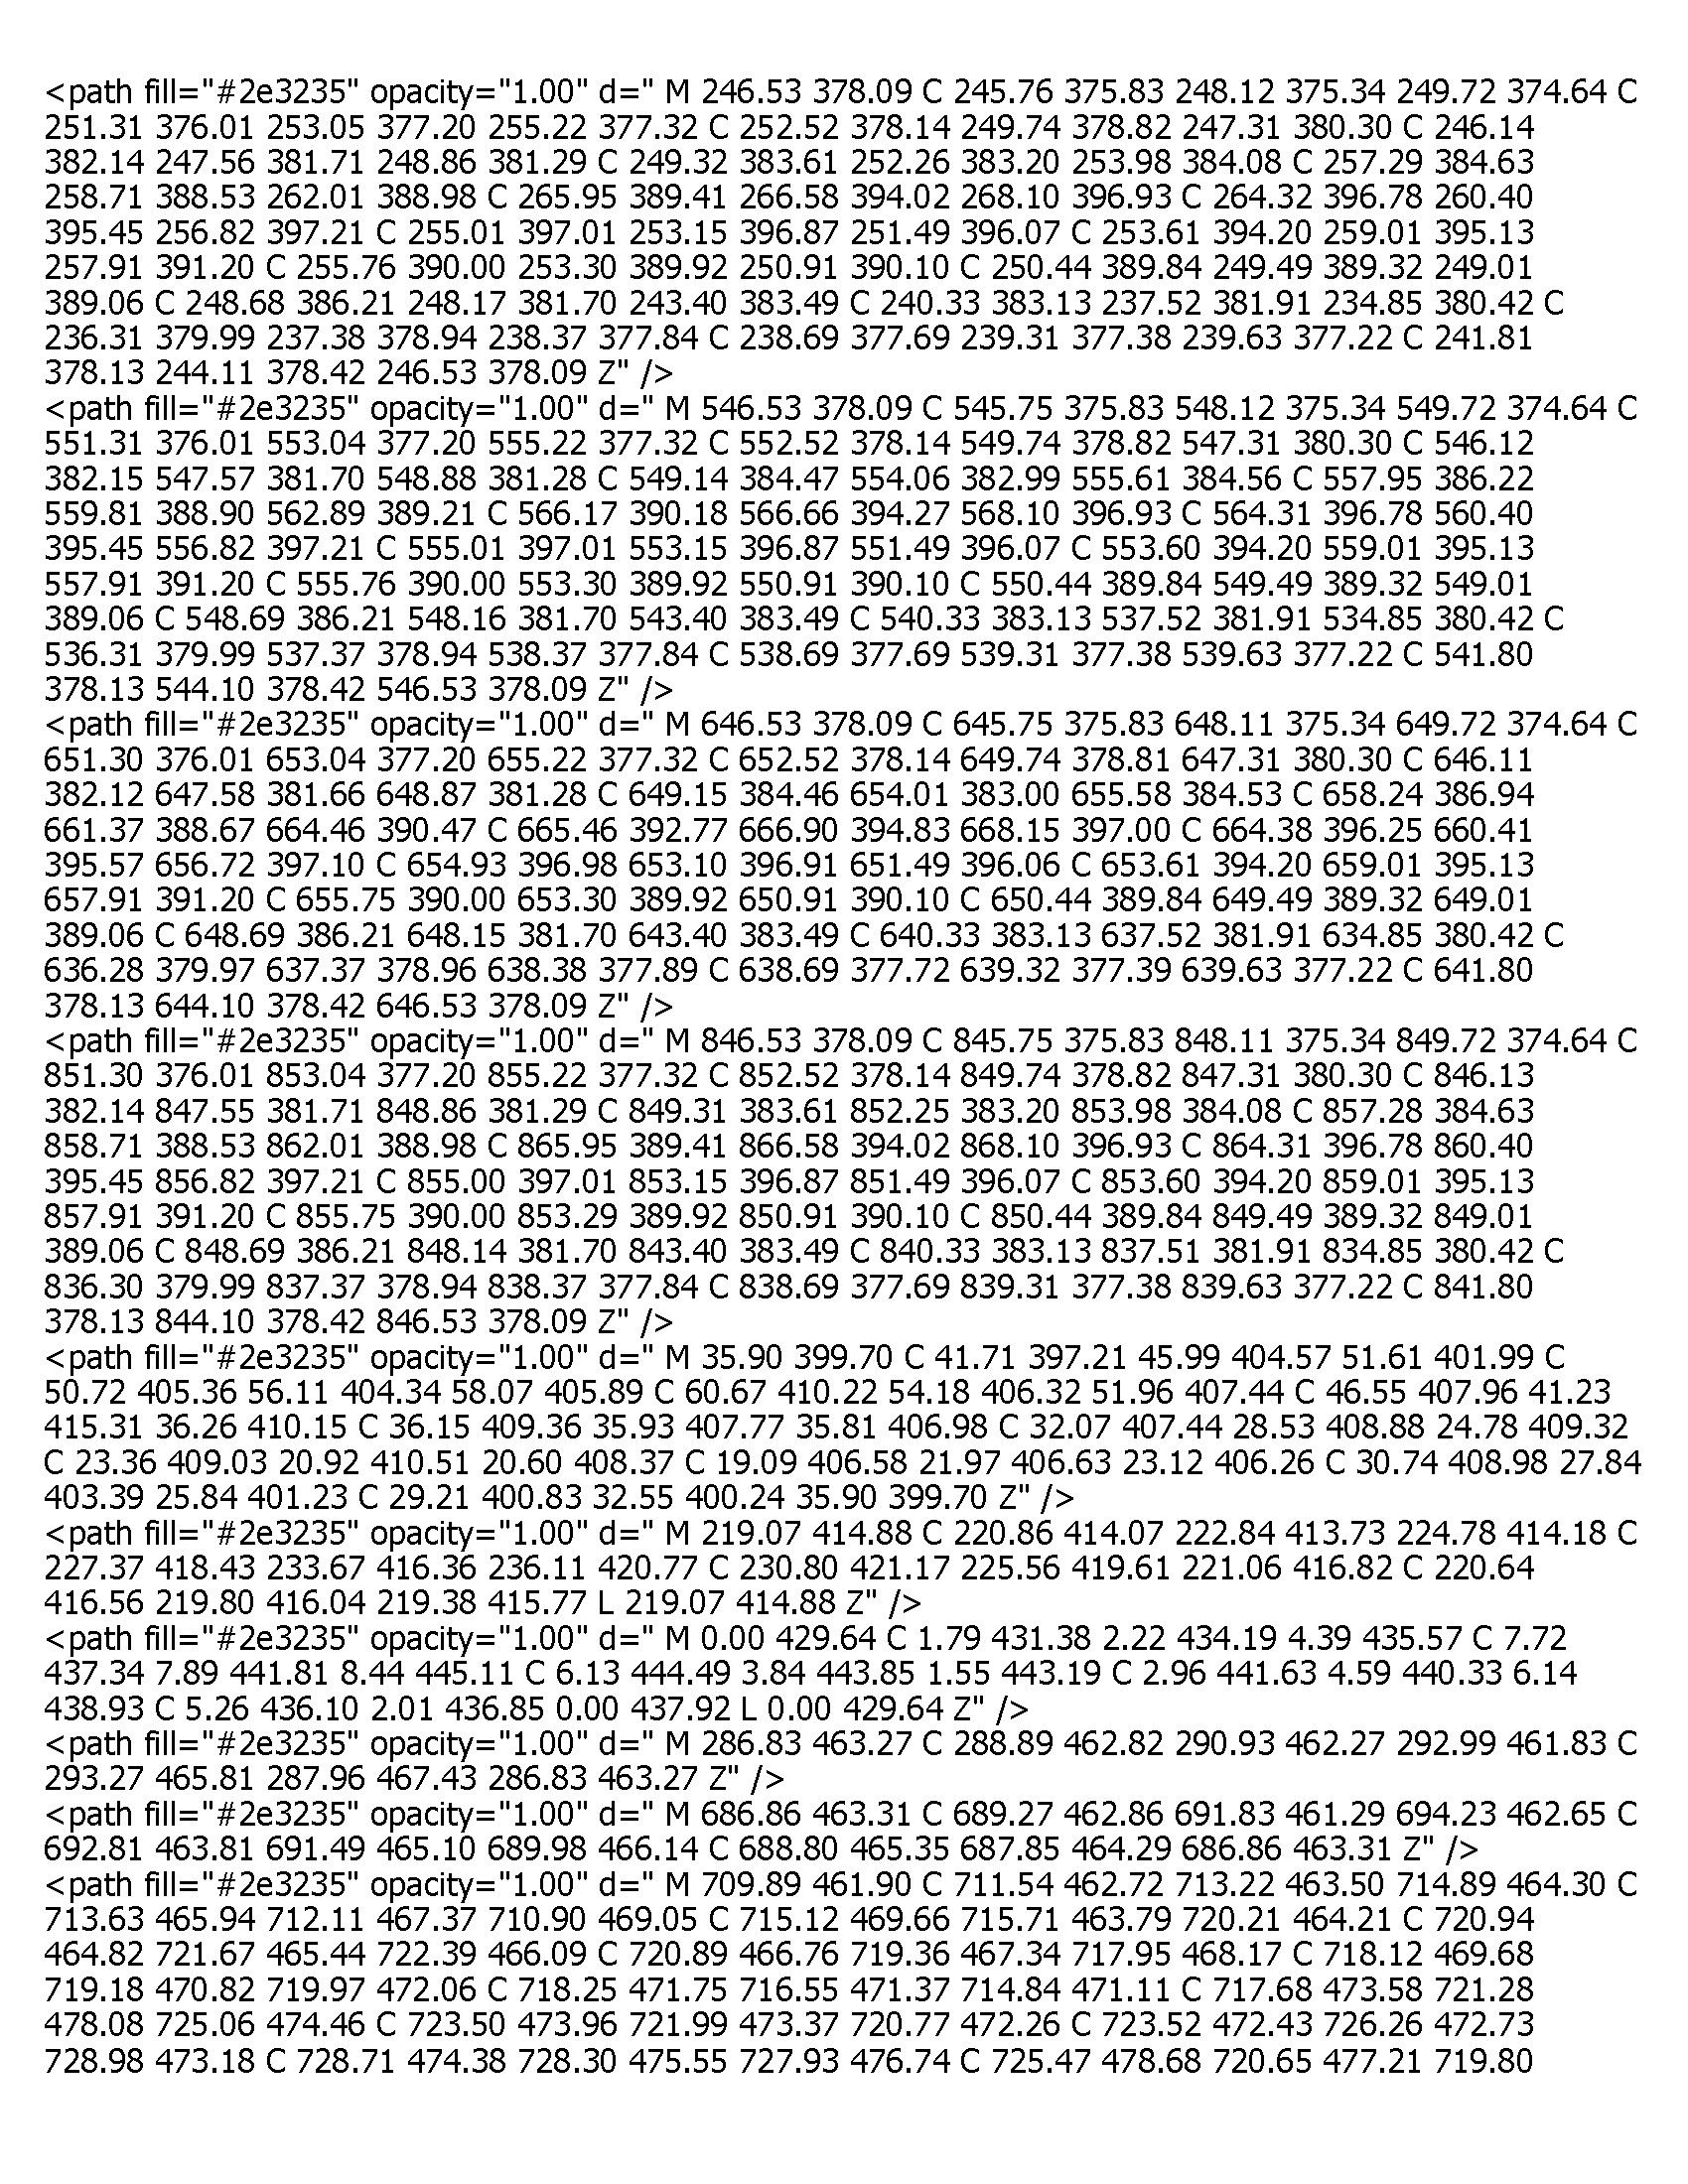 <path fill="#2e3235" opacity="1.00" d=" M 246.53 378.09 C 245.76 375.83 248.12 375.34 249.72 374.64 C
251.31 376.01 253.05 377.20 255.22 377.32 C 252.52 378.14 249.74 378.82 247.31 380.30 C 246.14
382.14 247.56 381.71 248.86 381.29 C 249.32 383.61 252.26 383.20 253.98 384.08 C 257.29 384.63
258.71 388.53 262.01 388.98 C 265.95 389.41 266.58 394.02 268.10 396.93 C 264.32 396.78 260.40
395.45 256.82 397.21 C 255.01 397.01 253.15 396.87 251.49 396.07 C 253.61 394.20 259.01 395.13
257.91 391.20 C 255.76 390.00 253.30 389.92 250.91 390.10 C 250.44 389.84 249.49 389.32 249.01
389.06 C 248.68 386.21 248.17 381.70 243.40 383.49 C 240.33 383.13 237.52 381.91 234.85 380.42 C
236.31 379.99 237.38 378.94 238.37 377.84 C 238.69 377.69 239.31 377.38 239.63 377.22 C 241.81
378.13 244.11 378.42 246.53 378.09 Z" />
<path fill="#2e3235" opacity="1.00" d=" M 546.53 378.09 C 545.75 375.83 548.12 375.34 549.72 374.64 C
551.31 376.01 553.04 377.20 555.22 377.32 C 552.52 378.14 549.74 378.82 547.31 380.30 C 546.12
382.15 547.57 381.70 548.88 381.28 C 549.14 384.47 554.06 382.99 555.61 384.56 C 557.95 386.22
559.81 388.90 562.89 389.21 C 566.17 390.18 566.66 394.27 568.10 396.93 C 564.31 396.78 560.40
395.45 556.82 397.21 C 555.01 397.01 553.15 396.87 551.49 396.07 C 553.60 394.20 559.01 395.13
557.91 391.20 C 555.76 390.00 553.30 389.92 550.91 390.10 C 550.44 389.84 549.49 389.32 549.01
389.06 C 548.69 386.21 548.16 381.70 543.40 383.49 C 540.33 383.13 537.52 381.91 534.85 380.42 C
536.31 379.99 537.37 378.94 538.37 377.84 C 538.69 377.69 539.31 377.38 539.63 377.22 C 541.80
378.13 544.10 378.42 546.53 378.09 Z" />
<path fill="#2e3235" opacity="1.00" d=" M 646.53 378.09 C 645.75 375.83 648.11 375.34 649.72 374.64 C
651.30 376.01 653.04 377.20 655.22 377.32 C 652.52 378.14 649.74 378.81 647.31 380.30 C 646.11
382.12 647.58 381.66 648.87 381.28 C 649.15 384.46 654.01 383.00 655.58 384.53 C 658.24 386.94
661.37 388.67 664.46 390.47 C 665.46 392.77 666.90 394.83 668.15 397.00 C 664.38 396.25 660.41
395.57 656.72 397.10 C 654.93 396.98 653.10 396.91 651.49 396.06 C 653.61 394.20 659.01 395.13
657.91 391.20 C 655.75 390.00 653.30 389.92 650.91 390.10 C 650.44 389.84 649.49 389.32 649.01
389.06 C 648.69 386.21 648.15 381.70 643.40 383.49 C 640.33 383.13 637.52 381.91 634.85 380.42 C
636.28 379.97 637.37 378.96 638.38 377.89 C 638.69 377.72 639.32 377.39 639.63 377.22 C 641.80
378.13 644.10 378.42 646.53 378.09 Z" />
<path fill="#2e3235" opacity="1.00" d=" M 846.53 378.09 C 845.75 375.83 848.11 375.34 849.72 374.64 C
851.30 376.01 853.04 377.20 855.22 377.32 C 852.52 378.14 849.74 378.82 847.31 380.30 C 846.13
382.14 847.55 381.71 848.86 381.29 C 849.31 383.61 852.25 383.20 853.98 384.08 C 857.28 384.63
858.71 388.53 862.01 388.98 C 865.95 389.41 866.58 394.02 868.10 396.93 C 864.31 396.78 860.40
395.45 856.82 397.21 C 855.00 397.01 853.15 396.87 851.49 396.07 C 853.60 394.20 859.01 395.13
857.91 391.20 C 855.75 390.00 853.29 389.92 850.91 390.10 C 850.44 389.84 849.49 389.32 849.01
389.06 C 848.69 386.21 848.14 381.70 843.40 383.49 C 840.33 383.13 837.51 381.91 834.85 380.42 C
836.30 379.99 837.37 378.94 838.37 377.84 C 838.69 377.69 839.31 377.38 839.63 377.22 C 841.80
378.13 844.10 378.42 846.53 378.09 Z" />
<path fill="#2e3235" opacity="1.00" d=" M 35.90 399.70 C 41.71 397.21 45.99 404.57 51.61 401.99 C
50.72 405.36 56.11 404.34 58.07 405.89 C 60.67 410.22 54.18 406.32 51.96 407.44 C 46.55 407.96 41.23
415.31 36.26 410.15 C 36.15 409.36 35.93 407.77 35.81 406.98 C 32.07 407.44 28.53 408.88 24.78 409.32
C 23.36 409.03 20.92 410.51 20.60 408.37 C 19.09 406.58 21.97 406.63 23.12 406.26 C 30.74 408.98 27.84
403.39 25.84 401.23 C 29.21 400.83 32.55 400.24 35.90 399.70 Z" />
<path fill="#2e3235" opacity="1.00" d=" M 219.07 414.88 C 220.86 414.07 222.84 413.73 224.78 414.18 C
227.37 418.43 233.67 416.36 236.11 420.77 C 230.80 421.17 225.56 419.61 221.06 416.82 C 220.64
416.56 219.80 416.04 219.38 415.77 L 219.07 414.88 Z" />
<path fill="#2e3235" opacity="1.00" d=" M 0.00 429.64 C 1.79 431.38 2.22 434.19 4.39 435.57 C 7.72
437.34 7.89 441.81 8.44 445.11 C 6.13 444.49 3.84 443.85 1.55 443.19 C 2.96 441.63 4.59 440.33 6.14
438.93 C 5.26 436.10 2.01 436.85 0.00 437.92 L 0.00 429.64 Z" />
<path fill="#2e3235" opacity="1.00" d=" M 286.83 463.27 C 288.89 462.82 290.93 462.27 292.99 461.83 C
293.27 465.81 287.96 467.43 286.83 463.27 Z" />
<path fill="#2e3235" opacity="1.00" d=" M 686.86 463.31 C 689.27 462.86 691.83 461.29 694.23 462.65 C
692.81 463.81 691.49 465.10 689.98 466.14 C 688.80 465.35 687.85 464.29 686.86 463.31 Z" />
<path fill="#2e3235" opacity="1.00" d=" M 709.89 461.90 C 711.54 462.72 713.22 463.50 714.89 464.30 C
713.63 465.94 712.11 467.37 710.90 469.05 C 715.12 469.66 715.71 463.79 720.21 464.21 C 720.94
464.82 721.67 465.44 722.39 466.09 C 720.89 466.76 719.36 467.34 717.95 468.17 C 718.12 469.68
719.18 470.82 719.97 472.06 C 718.25 471.75 716.55 471.37 714.84 471.11 C 717.68 473.58 721.28
478.08 725.06 474.46 C 723.50 473.96 721.99 473.37 720.77 472.26 C 723.52 472.43 726.26 472.73
728.98 473.18 C 728.71 474.38 728.30 475.55 727.93 476.74 C 725.47 478.68 720.65 477.21 719.80